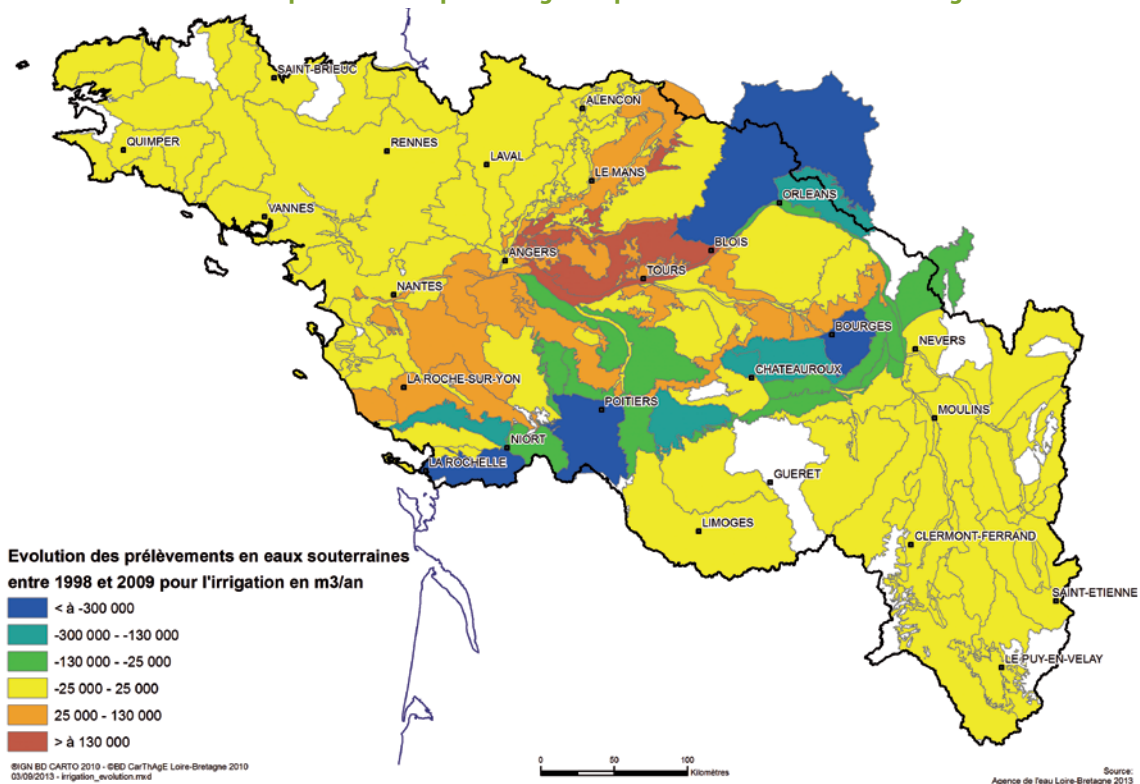 SAINT-BRIEUC
ALENCON
QUIMPER
RENNES
LAVAL
LE MANS
ORLEANS
VANNES
ANGERS
BLOIS
TOURS
NANTES
BOURGES
NEVERS
CHATEAUROUX
LA ROCHE-SUR-YON
POITIERS
MOULINS
NIORT
LA ROCHELLE
GUERET
LIMOGES
CLERMONT-FERRAND
SAINT-ETIENNE
LE PUY-EN-VELAY
Evolution des prélèvements en eaux souterraines
entre 1998 et 2009 pour l'irrigation en m3/an
< à -300 000
-300 000 - -130 000
-130 000 - -25 000
-25 000 - 25 000
25 000 - 130 000
> à 130 000
©IGN BD CARTO 2010 - ©BD CarThAgE Loire-Bretagne 2010
03/09/2013 - irrigation_evolution.mxd
0 50 100
Kilomètres
Source:
Agence de l'eau Loire-Bretagne 2013